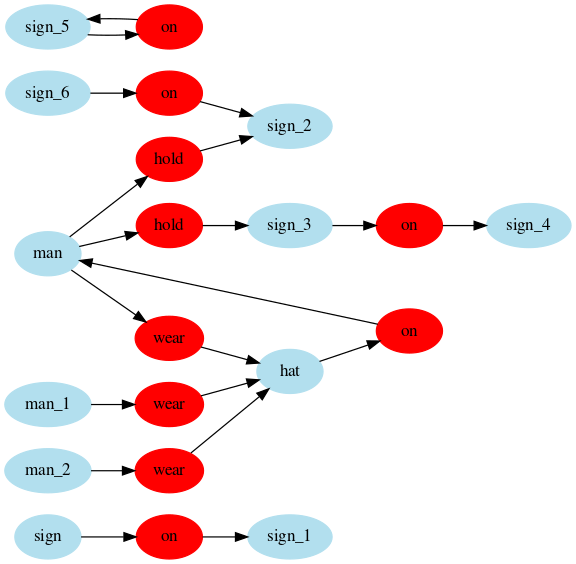 sign_5 on
sign_6 on
sign_2
hold
hold sign_3 on sign_4
man
on
wear
hat
man_1 wear
man_2 wear
sign on sign_1